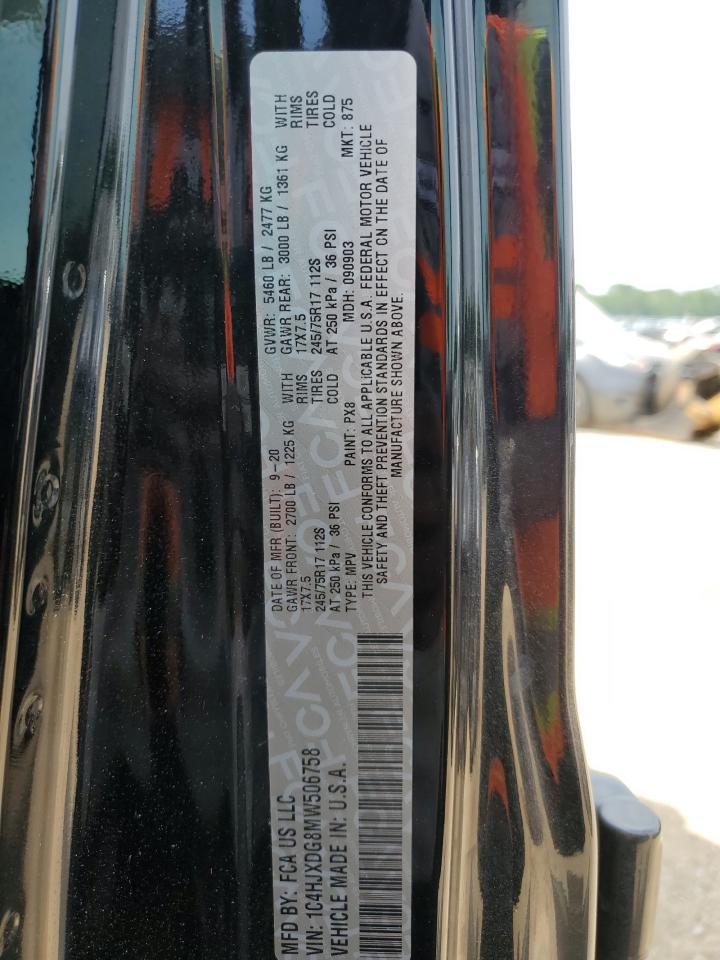 MFD BY: FCA US LLC
DATE OF MFR (BUILT): 9-20
GVWR: 5460 LB / 2477 KG
GAWR FRONT: 2700 LB / 1225 KG WITH
GAWR REAR: 3000 LB / 1361 KG WITH
17X7.5 RIMS
17X7.5 RIMS
245/75R17 112S TIRES
245/75R17 112S TIRES
AT 250 kPa / 36 PSI COLD
AT 250 kPa / 36 PSI COLD
VIN: 1C4HJXDG8MW506758
TYPE: MPV PAINT: PX8 MDH: 090903 MKT: 875
VEHICLE MADE IN: U.S.A.
THIS VEHICLE CONFORMS TO ALL APPLICABLE U.S.A. FEDERAL MOTOR VEHICLE
SAFETY AND THEFT PREVENTION STANDARDS IN EFFECT ON THE DATE OF
MANUFACTURE SHOWN ABOVE.